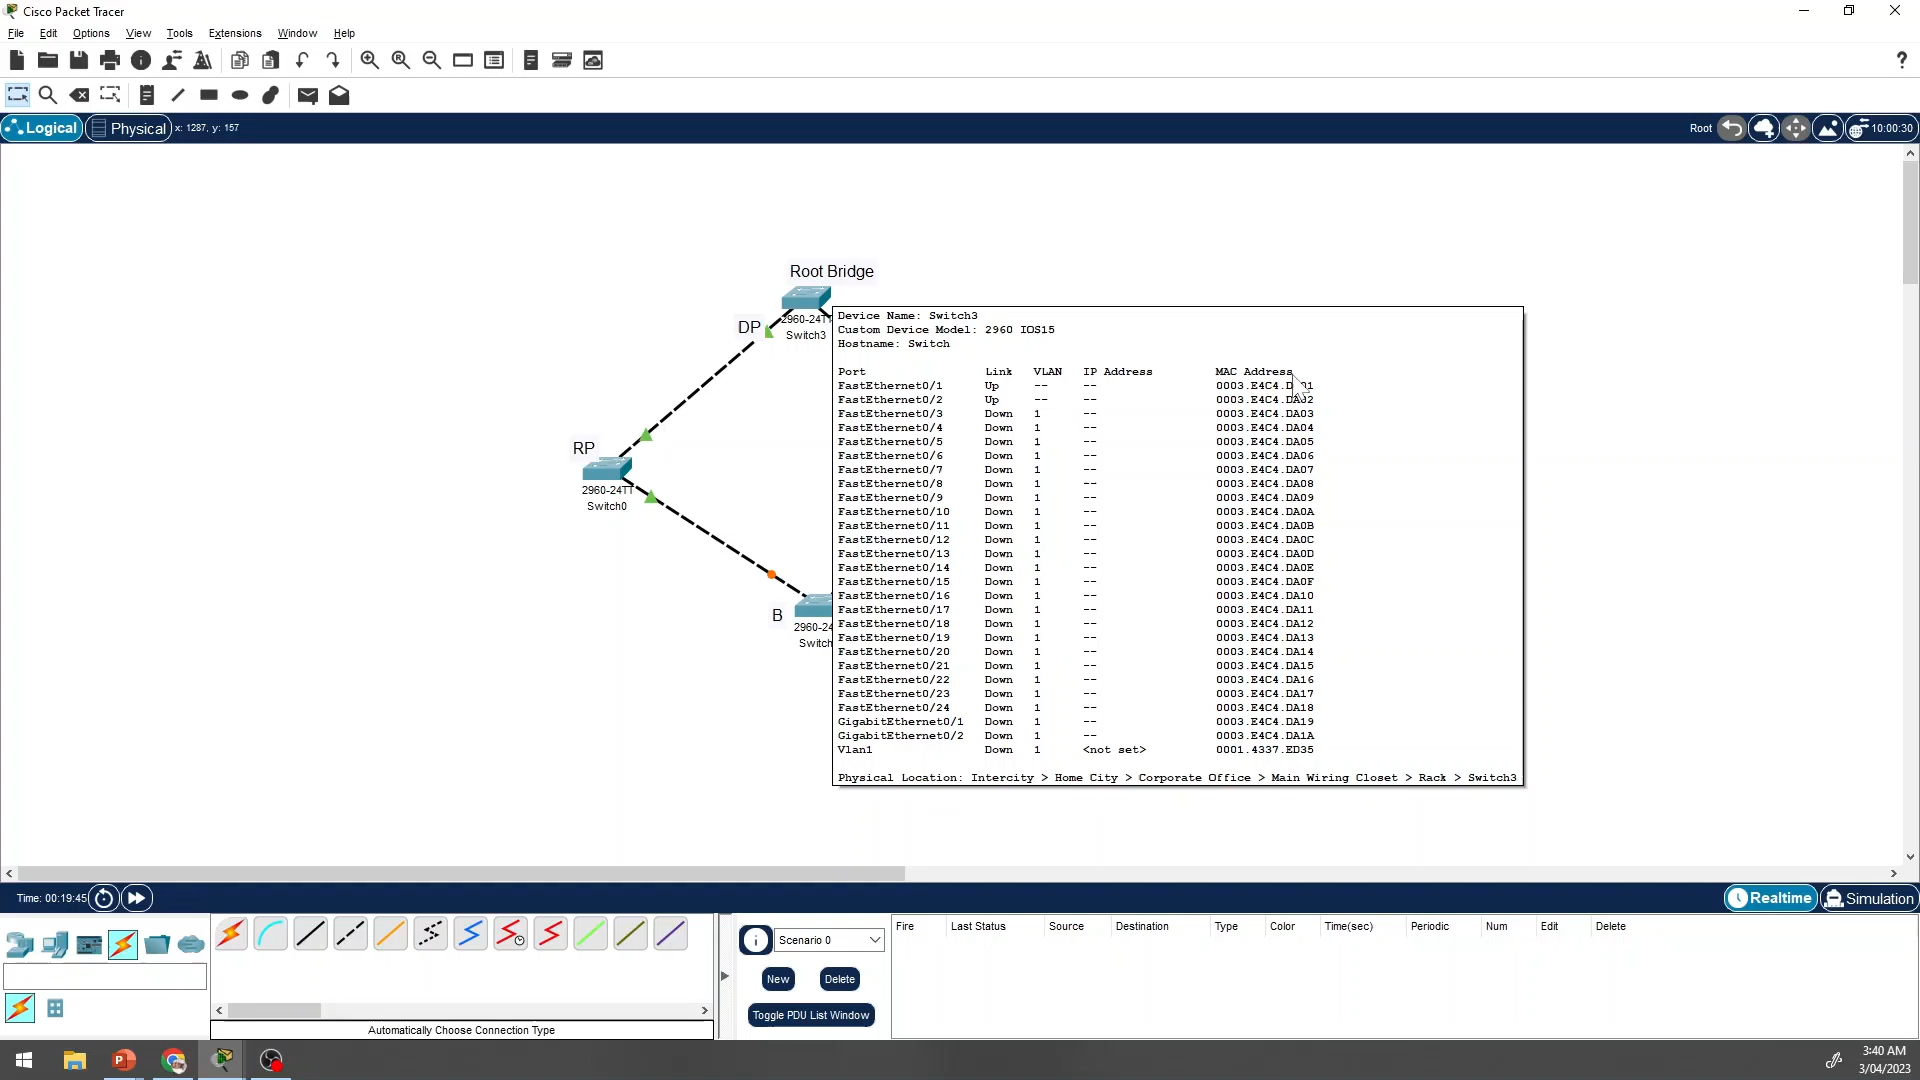 Cisco Packet Tracer
File Edit Options View Tools Extensions Window Help
?
Logical Physical x: 1287, y: 157 Root 10:00:30
Root Bridge
DP
2960-24TT
Switch3
RP
2960-24TT
Switch0
B
2960-24
Switch
Device Name: Switch3
Custom Device Model: 2960 IOS15
Hostname: Switch
Port Link VLAN IP Address MAC Address
FastEthernet0/1 Up -- -- 0003.E4C4.DA01
FastEthernet0/2 Up -- -- 0003.E4C4.DA02
FastEthernet0/3 Down 1 -- 0003.E4C4.DA03
FastEthernet0/4 Down 1 -- 0003.E4C4.DA04
FastEthernet0/5 Down 1 -- 0003.E4C4.DA05
FastEthernet0/6 Down 1 -- 0003.E4C4.DA06
FastEthernet0/7 Down 1 -- 0003.E4C4.DA07
FastEthernet0/8 Down 1 -- 0003.E4C4.DA08
FastEthernet0/9 Down 1 -- 0003.E4C4.DA09
FastEthernet0/10 Down 1 -- 0003.E4C4.DA0A
FastEthernet0/11 Down 1 -- 0003.E4C4.DA0B
FastEthernet0/12 Down 1 -- 0003.E4C4.DA0C
FastEthernet0/13 Down 1 -- 0003.E4C4.DA0D
FastEthernet0/14 Down 1 -- 0003.E4C4.DA0E
FastEthernet0/15 Down 1 -- 0003.E4C4.DA0F
FastEthernet0/16 Down 1 -- 0003.E4C4.DA10
FastEthernet0/17 Down 1 -- 0003.E4C4.DA11
FastEthernet0/18 Down 1 -- 0003.E4C4.DA12
FastEthernet0/19 Down 1 -- 0003.E4C4.DA13
FastEthernet0/20 Down 1 -- 0003.E4C4.DA14
FastEthernet0/21 Down 1 -- 0003.E4C4.DA15
FastEthernet0/22 Down 1 -- 0003.E4C4.DA16
FastEthernet0/23 Down 1 -- 0003.E4C4.DA17
FastEthernet0/24 Down 1 -- 0003.E4C4.DA18
GigabitEthernet0/1 Down 1 -- 0003.E4C4.DA19
GigabitEthernet0/2 Down 1 -- 0003.E4C4.DA1A
Vlan1 Down 1 <not set> 0001.4337.ED35
Physical Location: Intercity > Home City > Corporate Office > Main Wiring Closet > Rack > Switch3
Time: 00:19:45 Realtime Simulation
Scenario 0
New Delete
Toggle PDU List Window
Fire Last Status Source Destination Type Color Time(sec) Periodic Num Edit Delete
Automatically Choose Connection Type
3:40 AM
3/04/2023